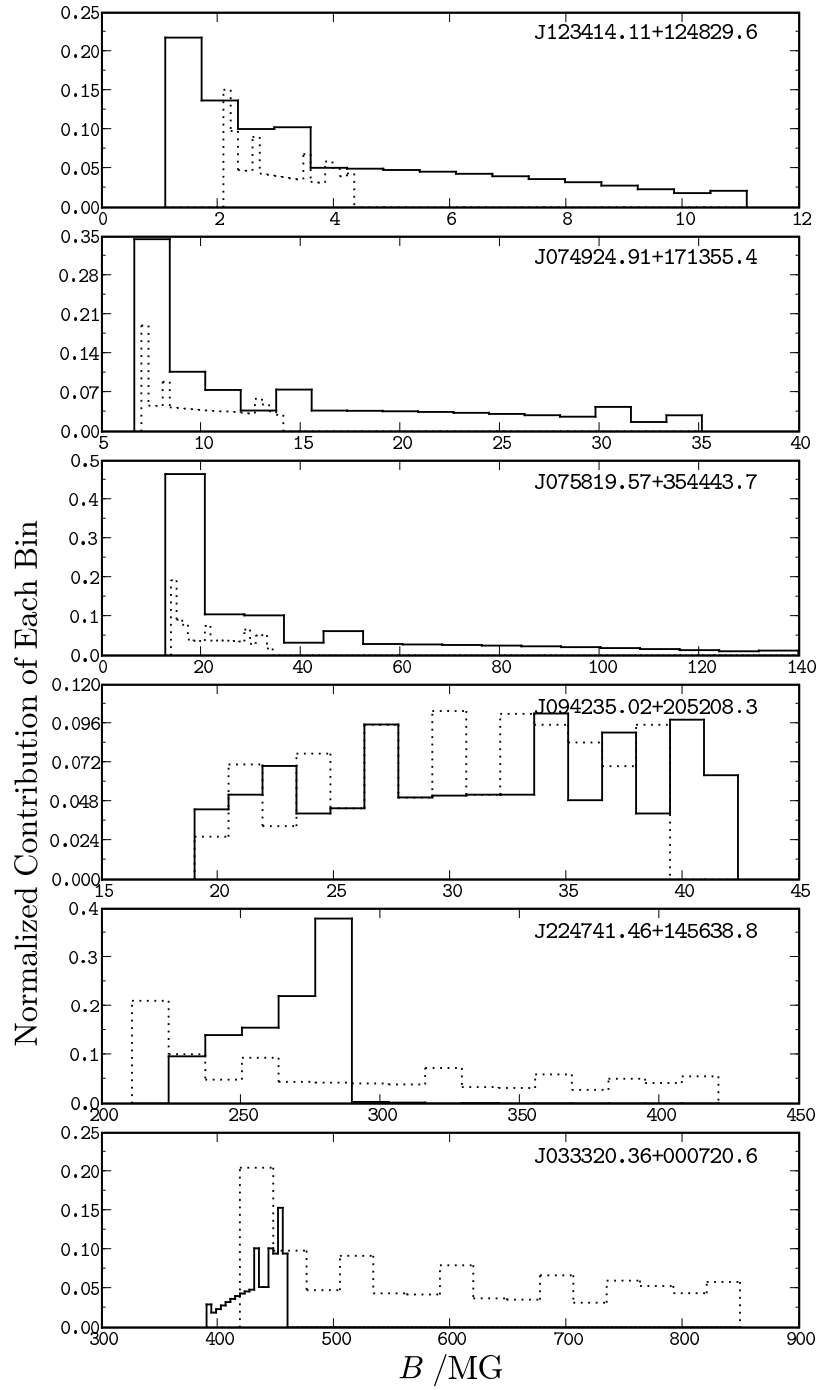 Normalized Contribution of Each Bin
0.25
0.20
0.15
0.10
0.05
0.00
J123414.11+124829.6
0 2 4 6 8 10 12
0.35
0.28
0.21
0.14
0.07
0.00
J074924.91+171355.4
5 10 15 20 25 30 35 40
0.5
0.4
0.3
0.2
0.1
0.0
J075819.57+354443.7
0 20 40 60 80 100 120 140
0.120
0.096
0.072
0.048
0.024
0.000
J094235.02+205208.3
15 20 25 30 35 40 45
0.4
0.3
0.2
0.1
0.0
J224741.46+145638.8
200 250 300 350 400 450
0.25
0.20
0.15
0.10
0.05
0.00
J033320.36+000720.6
300 400 500 600 700 800 900
B /MG